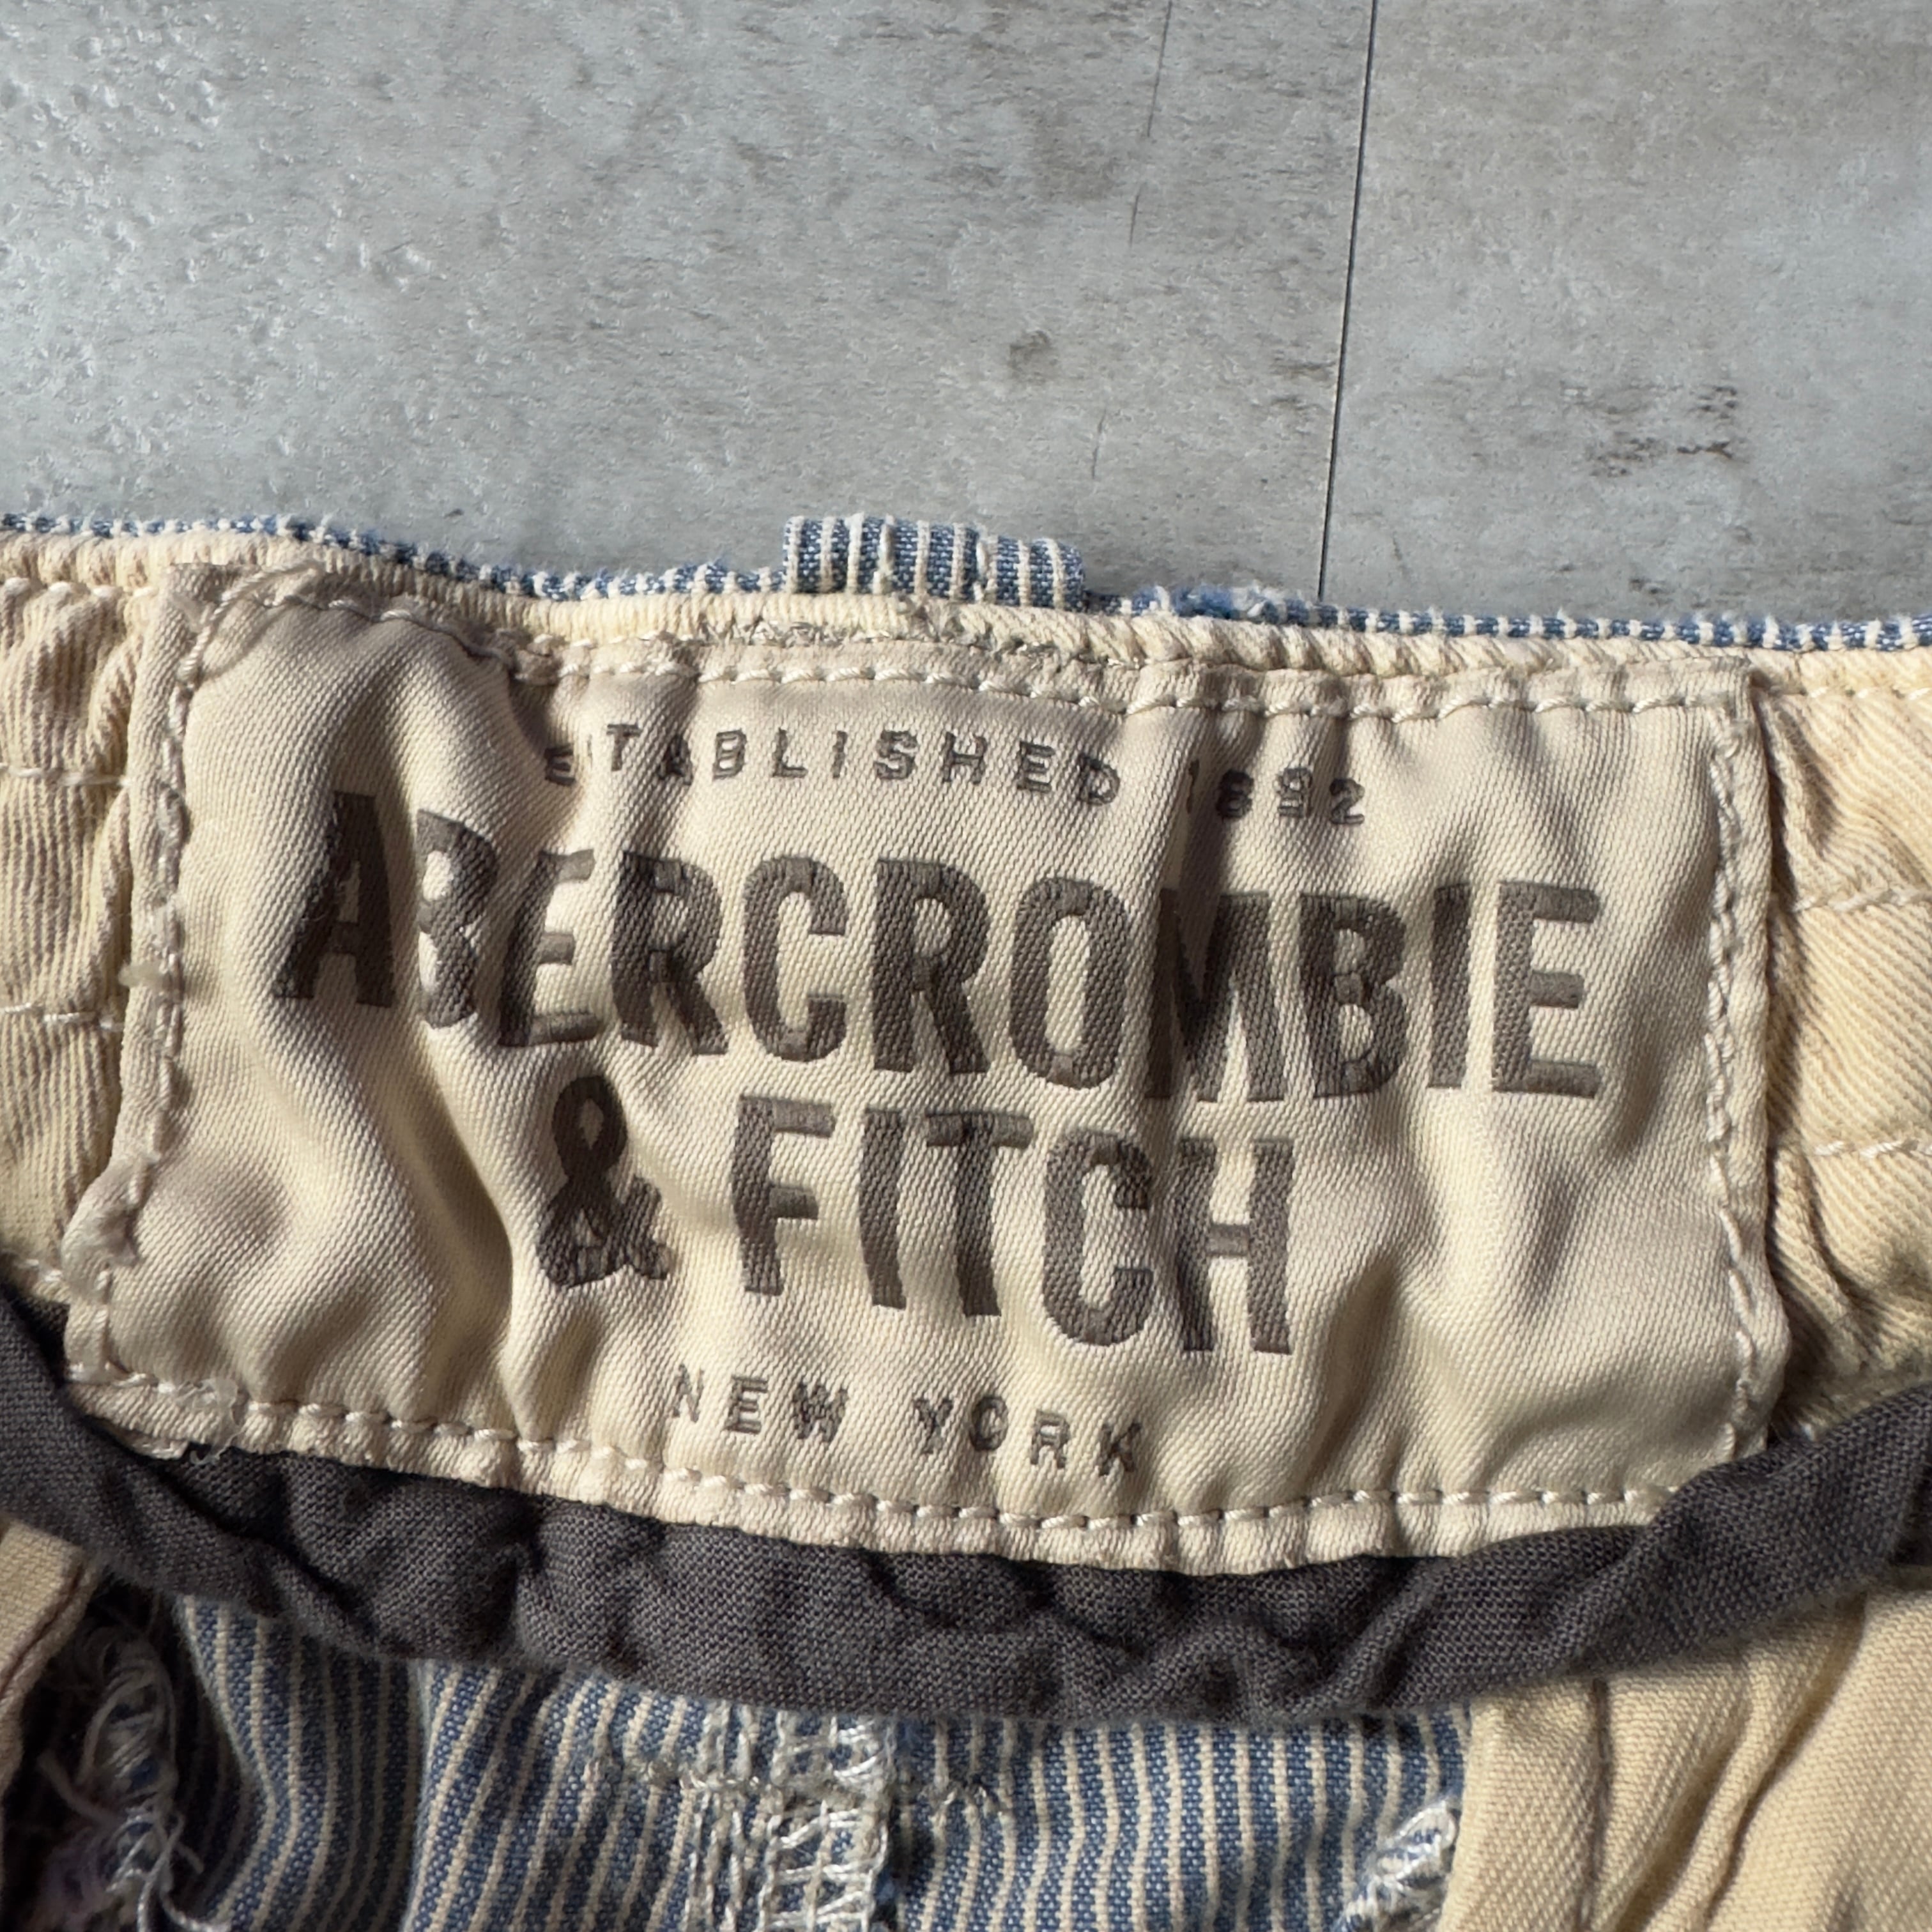 ESTABLISHED 1892
ABERCROMBIE
& FITCH
NEW YORK